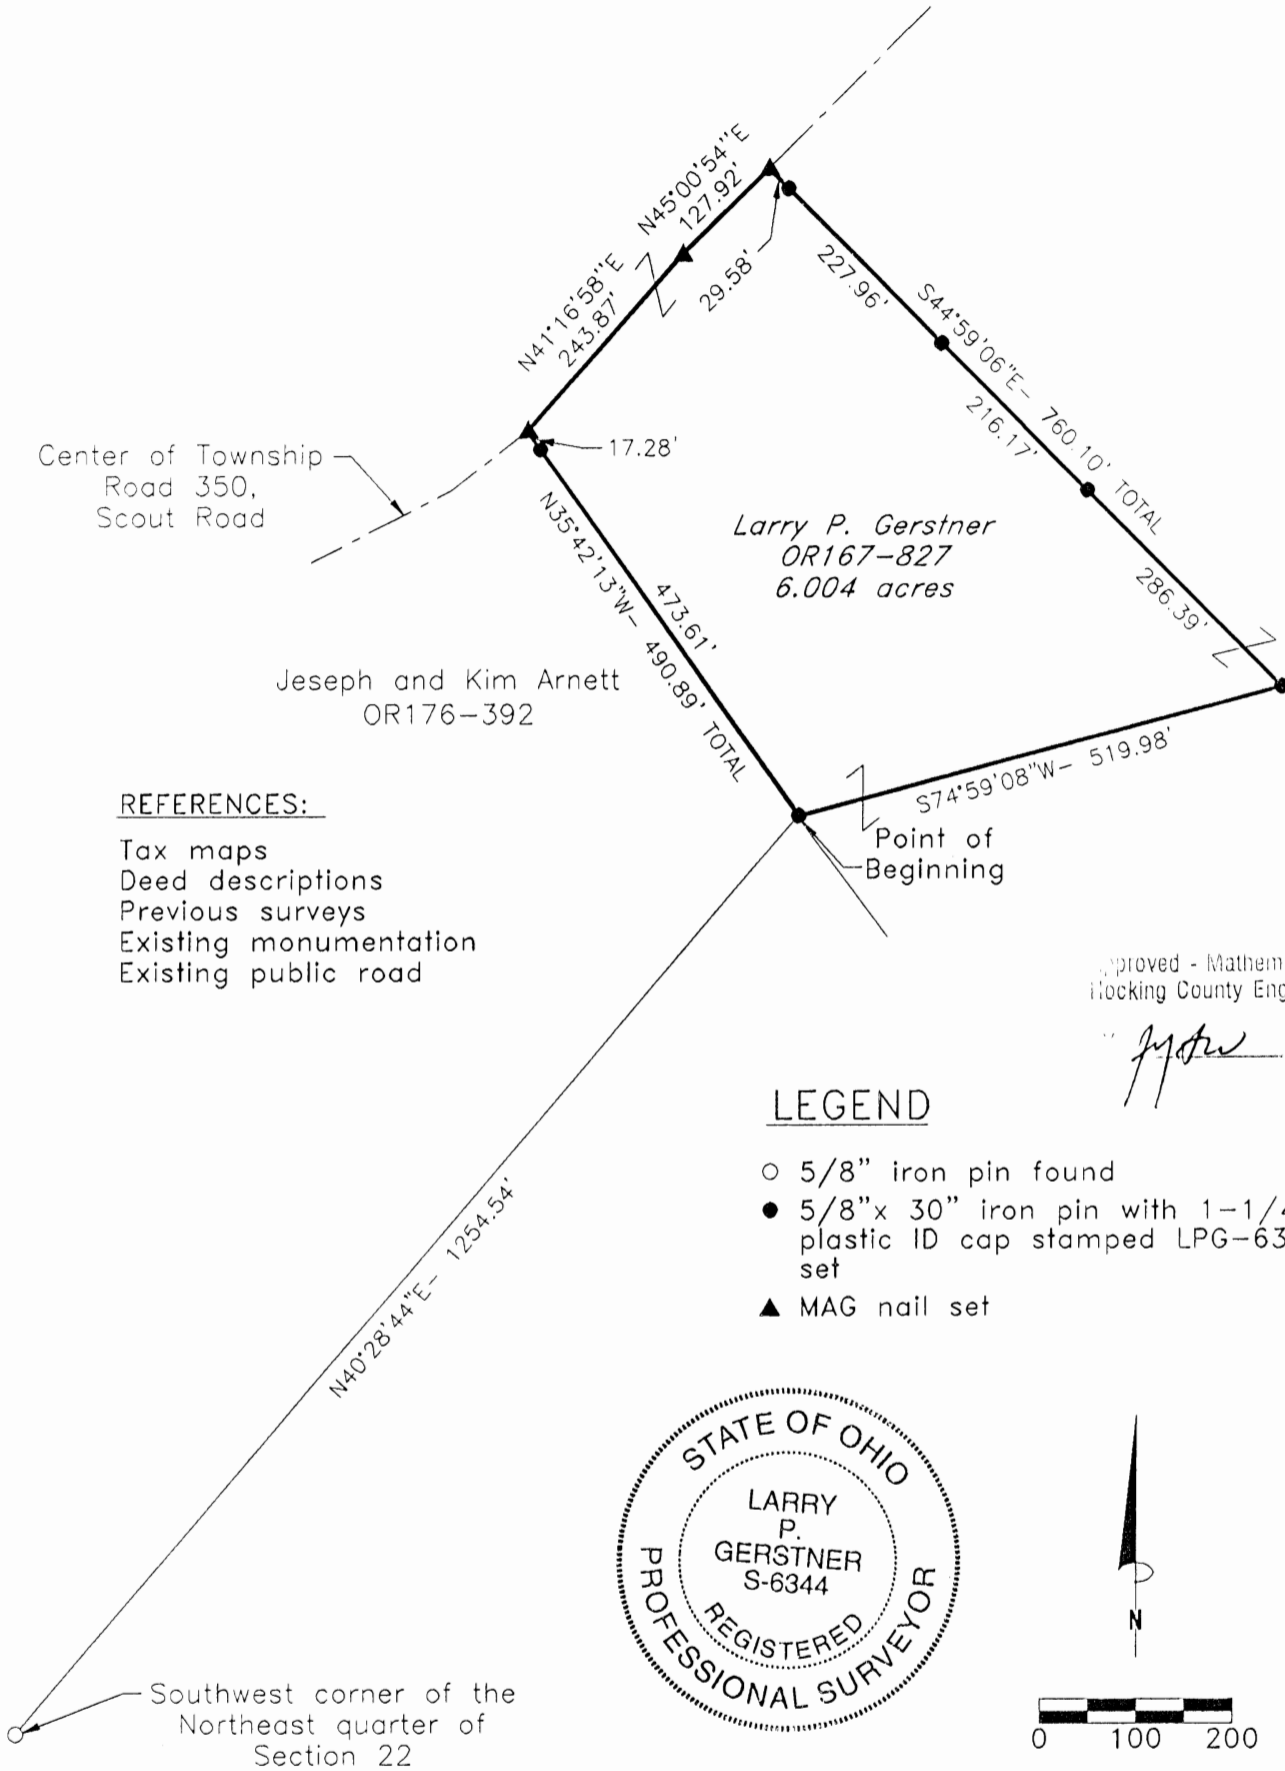 N45°00'54"E
127.92'
N41°16'58"E
243.87'
29.58'
227.96'
S44°59'06"E- 760.10' TOTAL
216.17'
286.39'
17.28'
Center of Township
Road 350,
Scout Road
N35°42'13"W- 490.89' TOTAL
473.61'
Larry P. Gerstner
OR167-827
6.004 acres
Jeseph and Kim Arnett
OR176-392
S74°59'08"W- 519.98'
Point of
Beginning
REFERENCES:
Tax maps
Deed descriptions
Previous surveys
Existing monumentation
Existing public road
proved - Mathem
Hocking County Eng
LEGEND
5/8" iron pin found
5/8"x 30" iron pin with 1-1/4
plastic ID cap stamped LPG-63
set
MAG nail set
N40°28'44"E- 1254.54'
STATE OF OHIO
LARRY
P.
GERSTNER
S-6344
REGISTERED
PROFESSIONAL SURVEYOR
N
0 100 200
Southwest corner of the
Northeast quarter of
Section 22